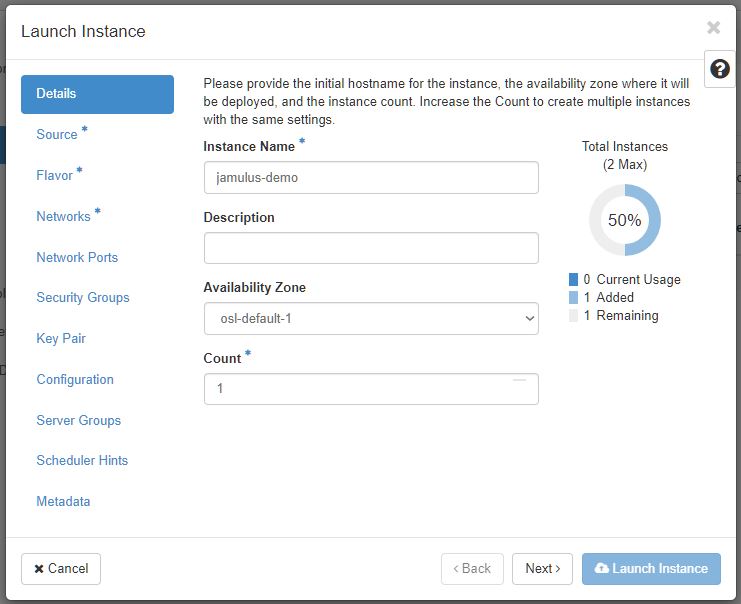 Launch Instance
Details
Source *
Flavor *
Networks *
Network Ports
Security Groups
Key Pair
Configuration
Server Groups
Scheduler Hints
Metadata
Please provide the initial hostname for the instance, the availability zone where it will
be deployed, and the instance count. Increase the Count to create multiple instances
with the same settings.
Instance Name *
jamulus-demo
Description
Availability Zone
osl-default-1
Count *
1
Total Instances
(2 Max)
50%
0 Current Usage
1 Added
1 Remaining
Cancel
Back
Next
Launch Instance